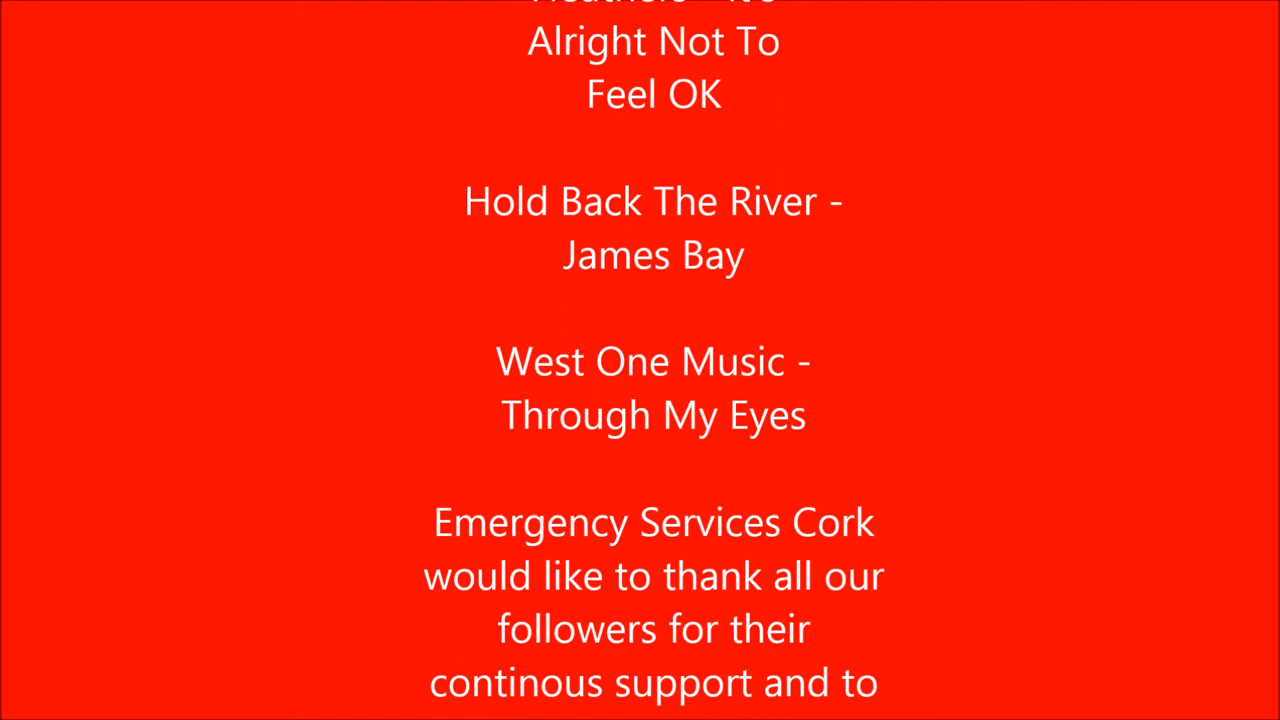 Alright Not To
Feel OK
Hold Back The River -
James Bay
West One Music -
Through My Eyes
Emergency Services Cork
would like to thank all our
followers for their
continous support and to